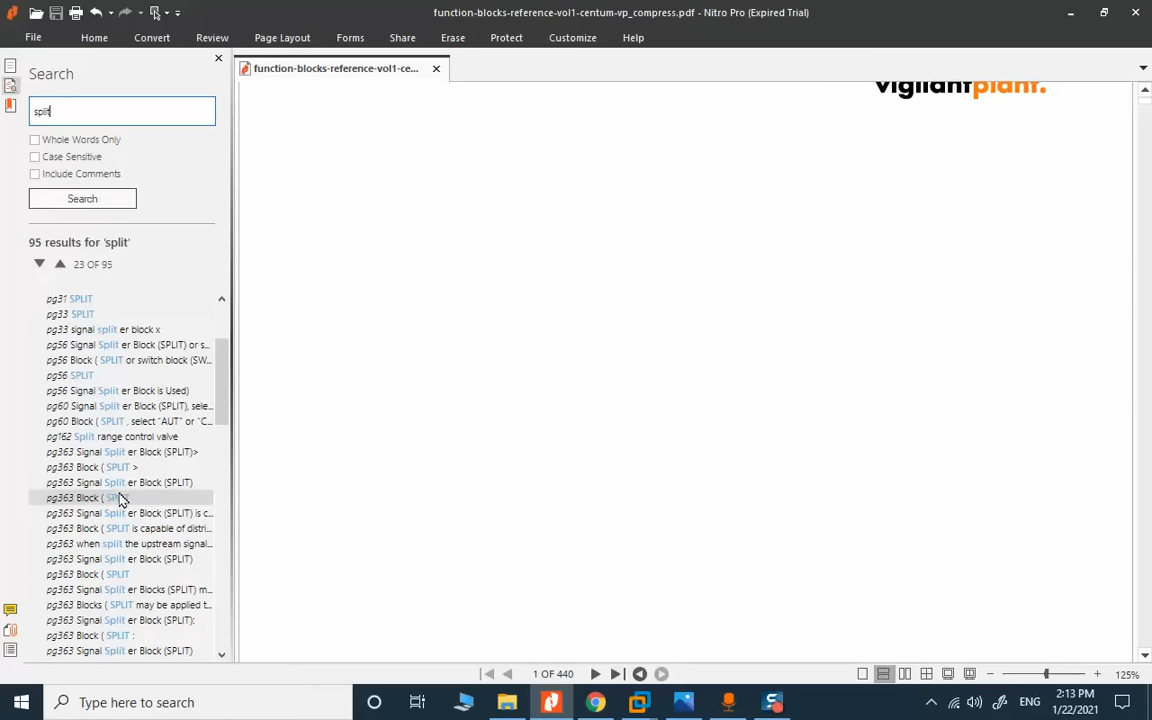 function-blocks-reference-vol1-centum-vp_compress.pdf - Nitro Pro (Expired Trial)
File Home Convert Review Page Layout Forms Share Erase Protect Customize Help
function-blocks-reference-vol1-ce...
Search
split
Whole Words Only
Case Sensitive
Include Comments
Search
95 results for 'split'
23 OF 95
pg31 SPLIT
pg33 SPLIT
pg33 signal split er block x
pg56 Signal Split er Block (SPLIT) or s...
pg56 Block ( SPLIT or switch block (SW...
pg56 SPLIT
pg56 Signal Split er Block is Used)
pg60 Signal Split er Block (SPLIT), sele...
pg60 Block ( SPLIT , select "AUT" or "C...
pg162 Split range control valve
pg363 Signal Split er Block (SPLIT)>
pg363 Block ( SPLIT >
pg363 Signal Split er Block (SPLIT)
pg363 Block ( SPLIT
pg363 Signal Split er Block (SPLIT) is c...
pg363 Block ( SPLIT is capable of distri...
pg363 when split the upstream signal...
pg363 Signal Split er Block (SPLIT)
pg363 Block ( SPLIT
pg363 Signal Split er Blocks (SPLIT) m...
pg363 Blocks ( SPLIT may be applied t...
pg363 Signal Split er Block (SPLIT):
pg363 Block ( SPLIT :
pg363 Signal Split er Block (SPLIT)
vigilantplant.
1 OF 440
125%
Type here to search
ENG
2:13 PM
1/22/2021